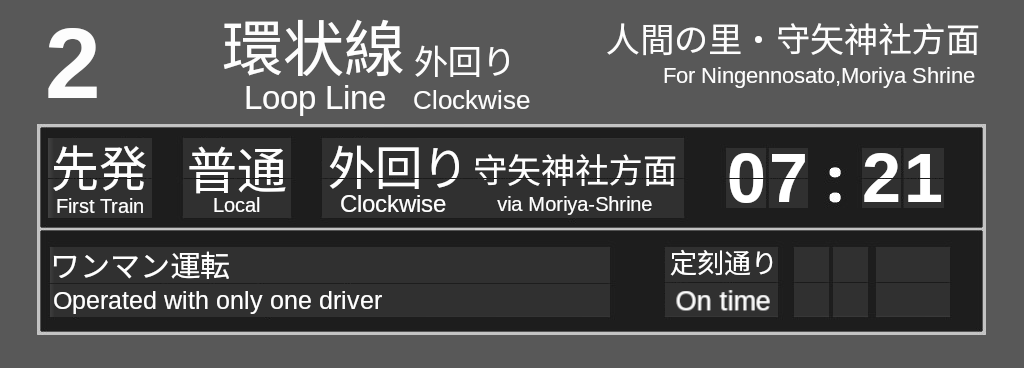 2
環状線 外回り
Loop Line Clockwise
人間の里・守矢神社方面
For Ningennosato,Moriya Shrine
先発 普通 外回り 守矢神社方面 07:21
First Train Local Clockwise via Moriya-Shrine
ワンマン運転 定刻通り
Operated with only one driver On time